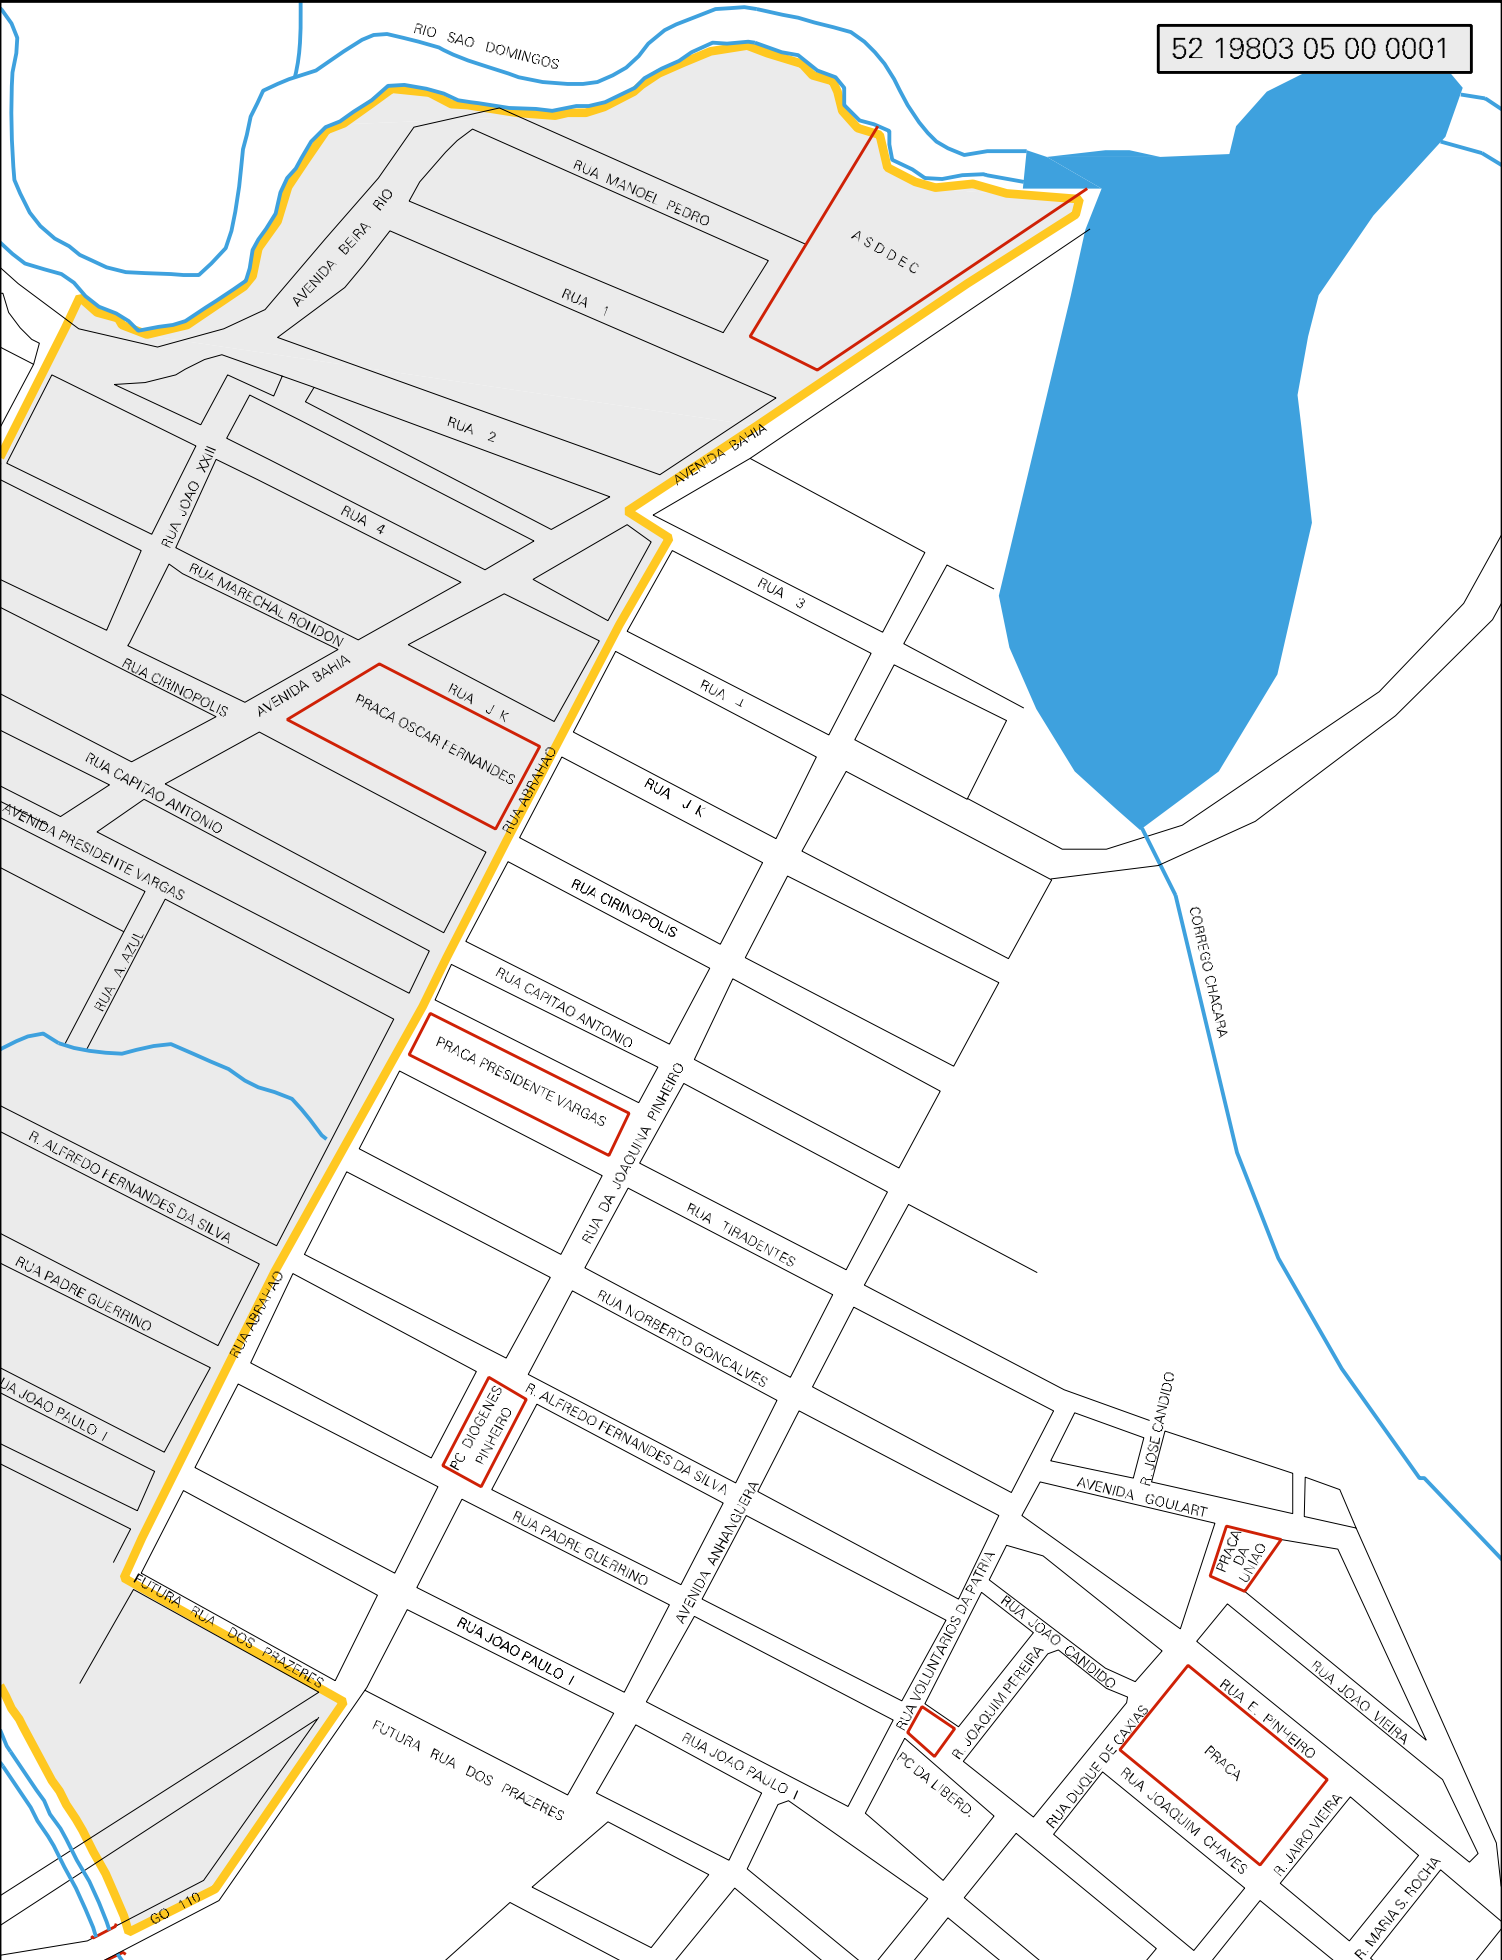 RIO SAO DOMINGOS
52 19803 05 00 0001
RUA MANOEL PEDRO
AVENIDA BEIRA RIO
ASDDEC
RUA 1
RUA 2
AVENIDA BAHIA
RUA JOAO XXIII
RUA 4
RUA MARECHAL RONDON
RUA 3
RUA CIRINOPOLIS
AVENIDA BAHIA
RUA J K
RUA 1
PRACA OSCAR FERNANDES
RUA ABRAHAO
RUA J K
RUA CAPITAO ANTONIO
AVENIDA PRESIDENTE VARGAS
RUA CIRINOPOLIS
RUA A. AZUL
RUA CAPITAO ANTONIO
CORREGO CHACARA
PRACA PRESIDENTE VARGAS
RUA DA JOAQUINA PINHEIRO
R. ALFREDO FERNANDES DA SILVA
RUA TIRADENTES
RUA PADRE GUERRINO
RUA ABRAHAO
RUA NORBERTO GONCALVES
UA JOAO PAULO I
PC DIOGENES
PINHEIRO
R. ALFREDO FERNANDES DA SILVA
R. JOSE CANDIDO
AVENIDA GOULART
RUA PADRE GUERRINO
AVENIDA ANHANGUERA
PRACA
DA
UNIAO
FUTURA RUA DOS PRAZERES
RUA JOAO PAULO I
RUA VOLUNTARIOS DA PATRIA
RUA JOAO CANDIDO
R. JOAQUIM PEREIRA
RUA JOAO VIEIRA
RUA E. PINHEIRO
FUTURA RUA DOS PRAZERES
RUA JOAO PAULO I
PC DA LIBERD.
RUA DUQUE DE CAXIAS
PRACA
RUA JOAQUIM CHAVES
R. JAIRO VIEIRA
R. MARIA S. ROCHA
GO 110